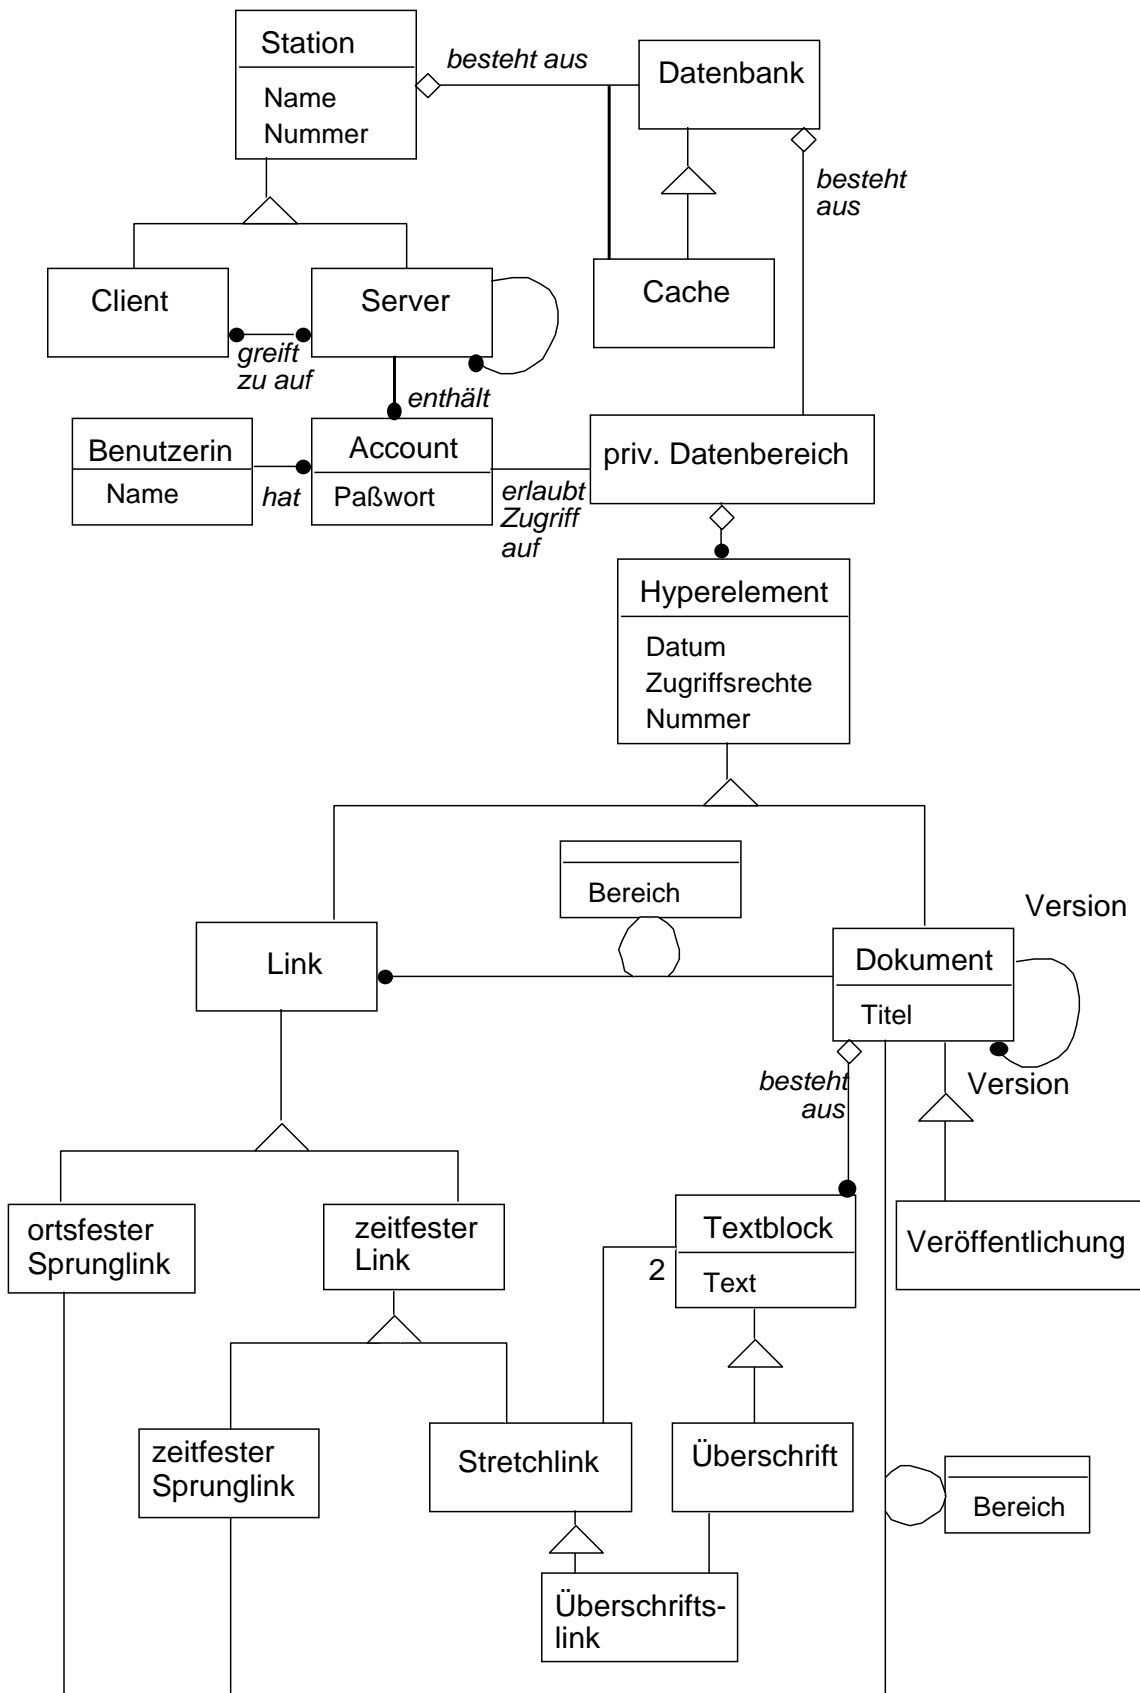 Station
Name
Nummer
besteht aus
Datenbank
besteht
aus
Client
Server
Cache
greift
zu auf
enthält
Benutzerin
Name
hat
Account
Paßwort
erlaubt
Zugriff
auf
priv. Datenbereich
Hyperelement
Datum
Zugriffsrechte
Nummer
Bereich
Version
Link
Dokument
Titel
besteht
aus
Version
ortsfester
Sprunglink
zeitfester
Link
2
Textblock
Text
Veröffentlichung
zeitfester
Sprunglink
Stretchlink
Überschrift
Bereich
Überschrifts-
link